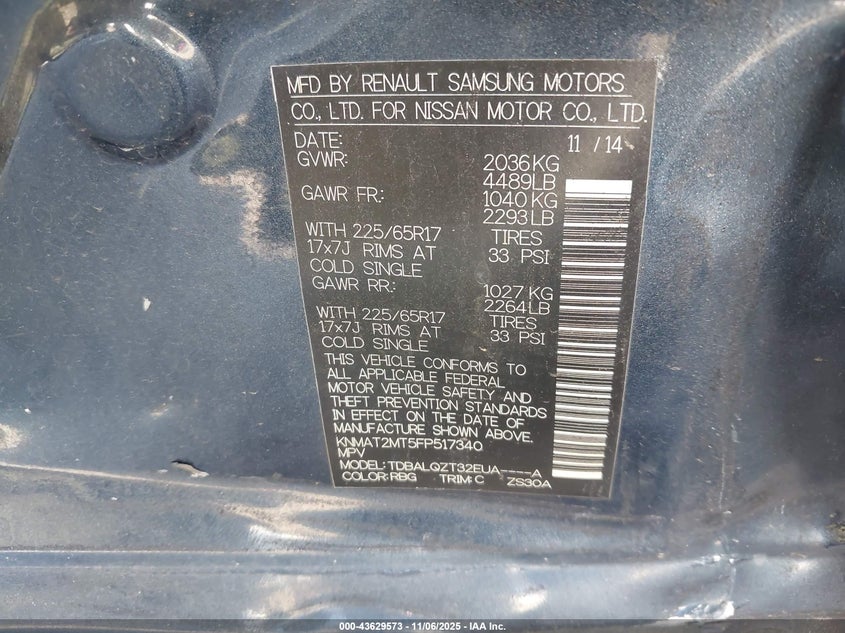 MFD BY RENAULT SAMSUNG MOTORS
CO., LTD. FOR NISSAN MOTOR CO., LTD.
DATE: 11 / 14
GVWR: 2036 KG
4489 LB
GAWR FR.: 1040 KG
2293 LB
WITH 225/65R17 TIRES
17x7J RIMS AT 33 PSI
COLD SINGLE
GAWR RR.: 1027 KG
2264 LB
WITH 225/65R17 TIRES
17x7J RIMS AT 33 PSI
COLD SINGLE
THIS VEHICLE CONFORMS TO
ALL APPLICABLE FEDERAL
MOTOR VEHICLE SAFETY AND
THEFT PREVENTION STANDARDS
IN EFFECT ON THE DATE OF
MANUFACTURE SHOWN ABOVE.
KNMAT2MT5FP517340
MPV
MODEL: TDBALQZT32EUA----A
COLOR: RBG TRIM: C ZS30A
000-43629573 - 11/06/2025 - IAA Inc.